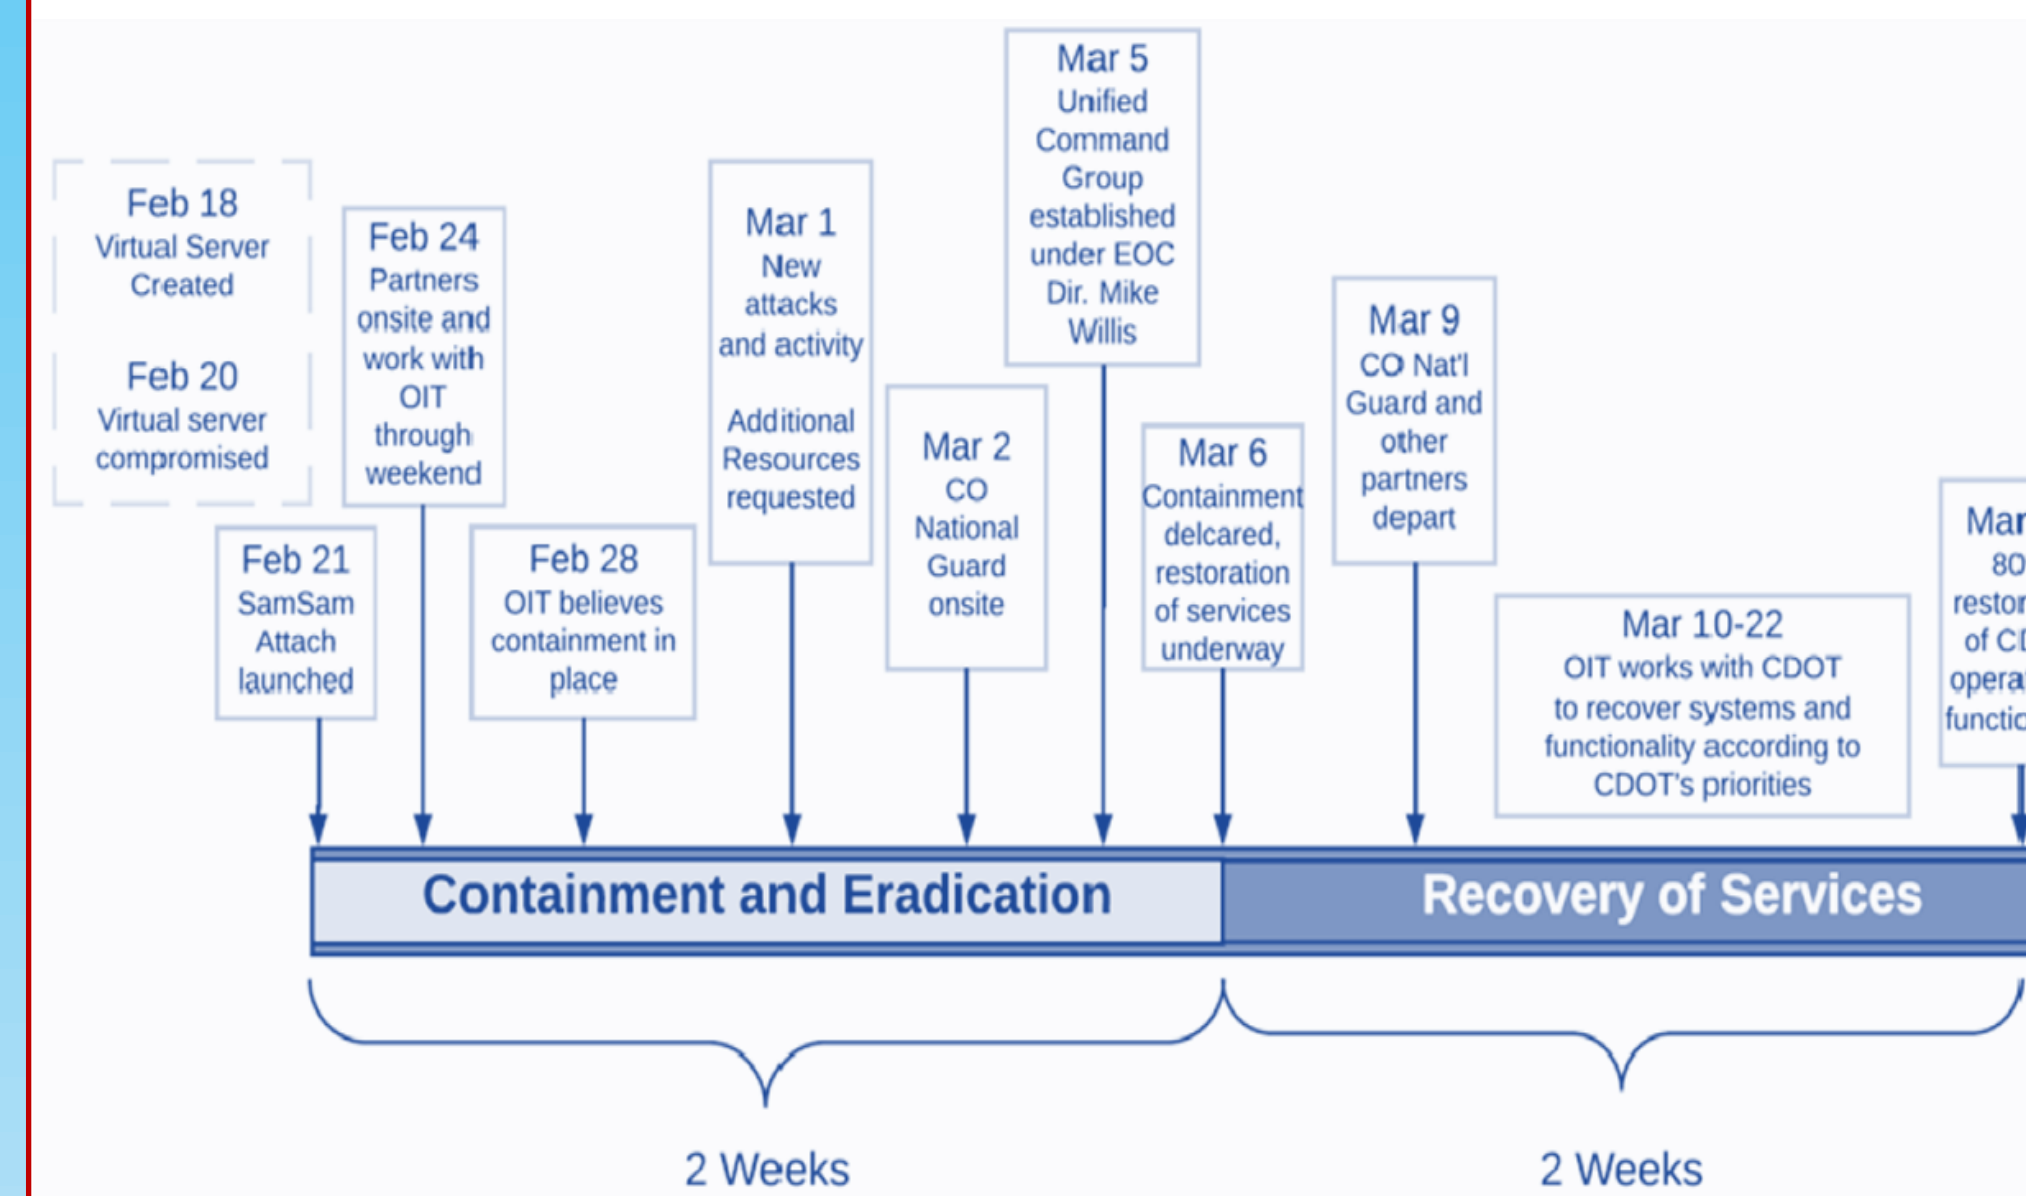 Feb 18
Virtual Server
Created
Feb 20
Virtual server
compromised
Feb 21
SamSam
Attach
launched
Feb 24
Partners
onsite and
work with
OIT
through
weekend
Feb 28
OIT believes
containment in
place
Mar 1
New
attacks
and activity
Additional
Resources
requested
Mar 2
CO
National
Guard
onsite
Mar 5
Unified
Command
Group
established
under EOC
Dir. Mike
Willis
Mar 6
Containment
delcared,
restoration
of services
underway
Mar 9
CO Nat'l
Guard and
other
partners
depart
Mar 10-22
OIT works with CDOT
to recover systems and
functionality according to
CDOT's priorities
Mar
80
of
Containment and Eradication
Recovery of Services
2 Weeks
2 Weeks